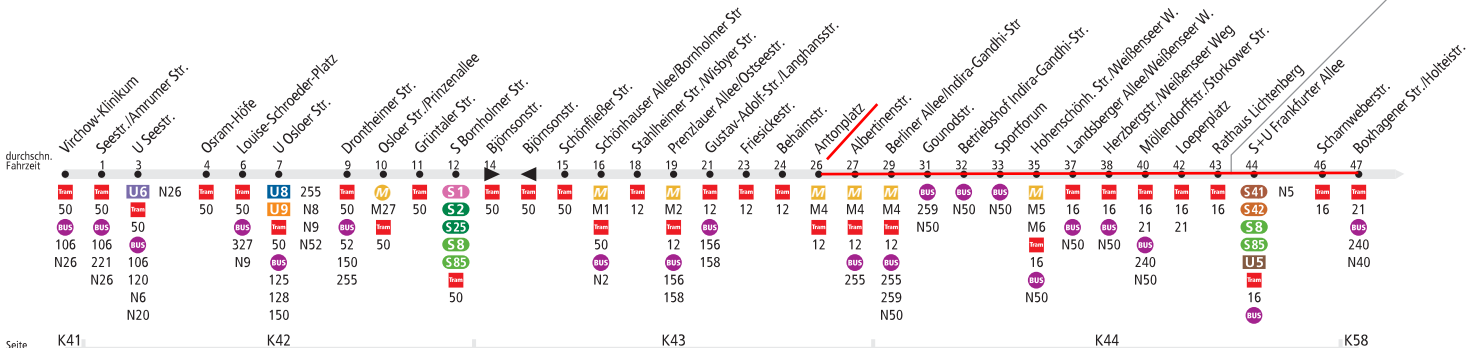 Virchow-Klinikum
Seestr./Amrumer Str.
U Seestr.
Osram-Höfe
Louise-Schroeder-Platz
U Osloer Str.
Drontheimer Str.
Osloer Str./Prinzenallee
Grüntaler Str.
S Bornholmer Str.
Björnsonstr.
Björnsonstr.
Schönfließer Str.
Schönhauser Allee/Bornholmer Str
Stahlheimer Str./Wisbyer Str.
Prenzlauer Allee/Ostseestr.
Gustav-Adolf-Str./Langhansstr.
Friesickestr.
Behaimstr.
Antonplatz
Albertinenstr.
Berliner Allee/Indira-Gandhi-Str
Gounodstr.
Betriebshof Indira-Gandhi-Str.
Sportforum
Hohenschönh. Str./Weißenseer W.
Landsberger Allee/Weißenseer W.
Herzbergstr./Weißenseer Weg
Möllendorffstr./Storkower Str.
Loeperplatz
Rathaus Lichtenberg
S+U Frankfurter Allee
Scharnweberstr.
Boxhagener Str./Holteistr.
durchschn.
Fahrzeit
1 3 4 6 7 9 10 11 12 14 15 16 18 19 21 23 24 26 27 29 31 32 33 35 37 38 40 42 43 44 46 47
Tram
50
BUS
106
N26
Tram
50
BUS
106
221
N26
U6 N26
Tram
50
BUS
106
120
N6
N20
Tram
50
Tram
50
BUS
327
N9
U8 255
U9 N8
Tram N9
50 N52
BUS
125
128
150
Tram
50
BUS
52
150
255
M
M27
Tram
50
Tram
50
S1
S2
S25
S8
S85
Tram
50
Tram
50
Tram
50
Tram
50
M
M1
Tram
50
BUS
N2
Tram
12
M
M2
Tram
12
BUS
156
158
Tram
12
BUS
156
158
Tram
12
Tram
12
M
M4
Tram
12
M
M4
Tram
12
BUS
255
M
M4
Tram
12
BUS
255
259
N50
BUS
259
N50
BUS
N50
BUS
N50
M
M5
M6
Tram
16
BUS
N50
Tram
16
BUS
N50
Tram
16
BUS
N50
Tram
16
21
BUS
240
N50
Tram
16
21
Tram
16
S41 N5
S42
S8
S85
U5
Tram
16
BUS
Tram
16
Tram
21
BUS
240
N40
Seite K41 K42 K43 K44 K58